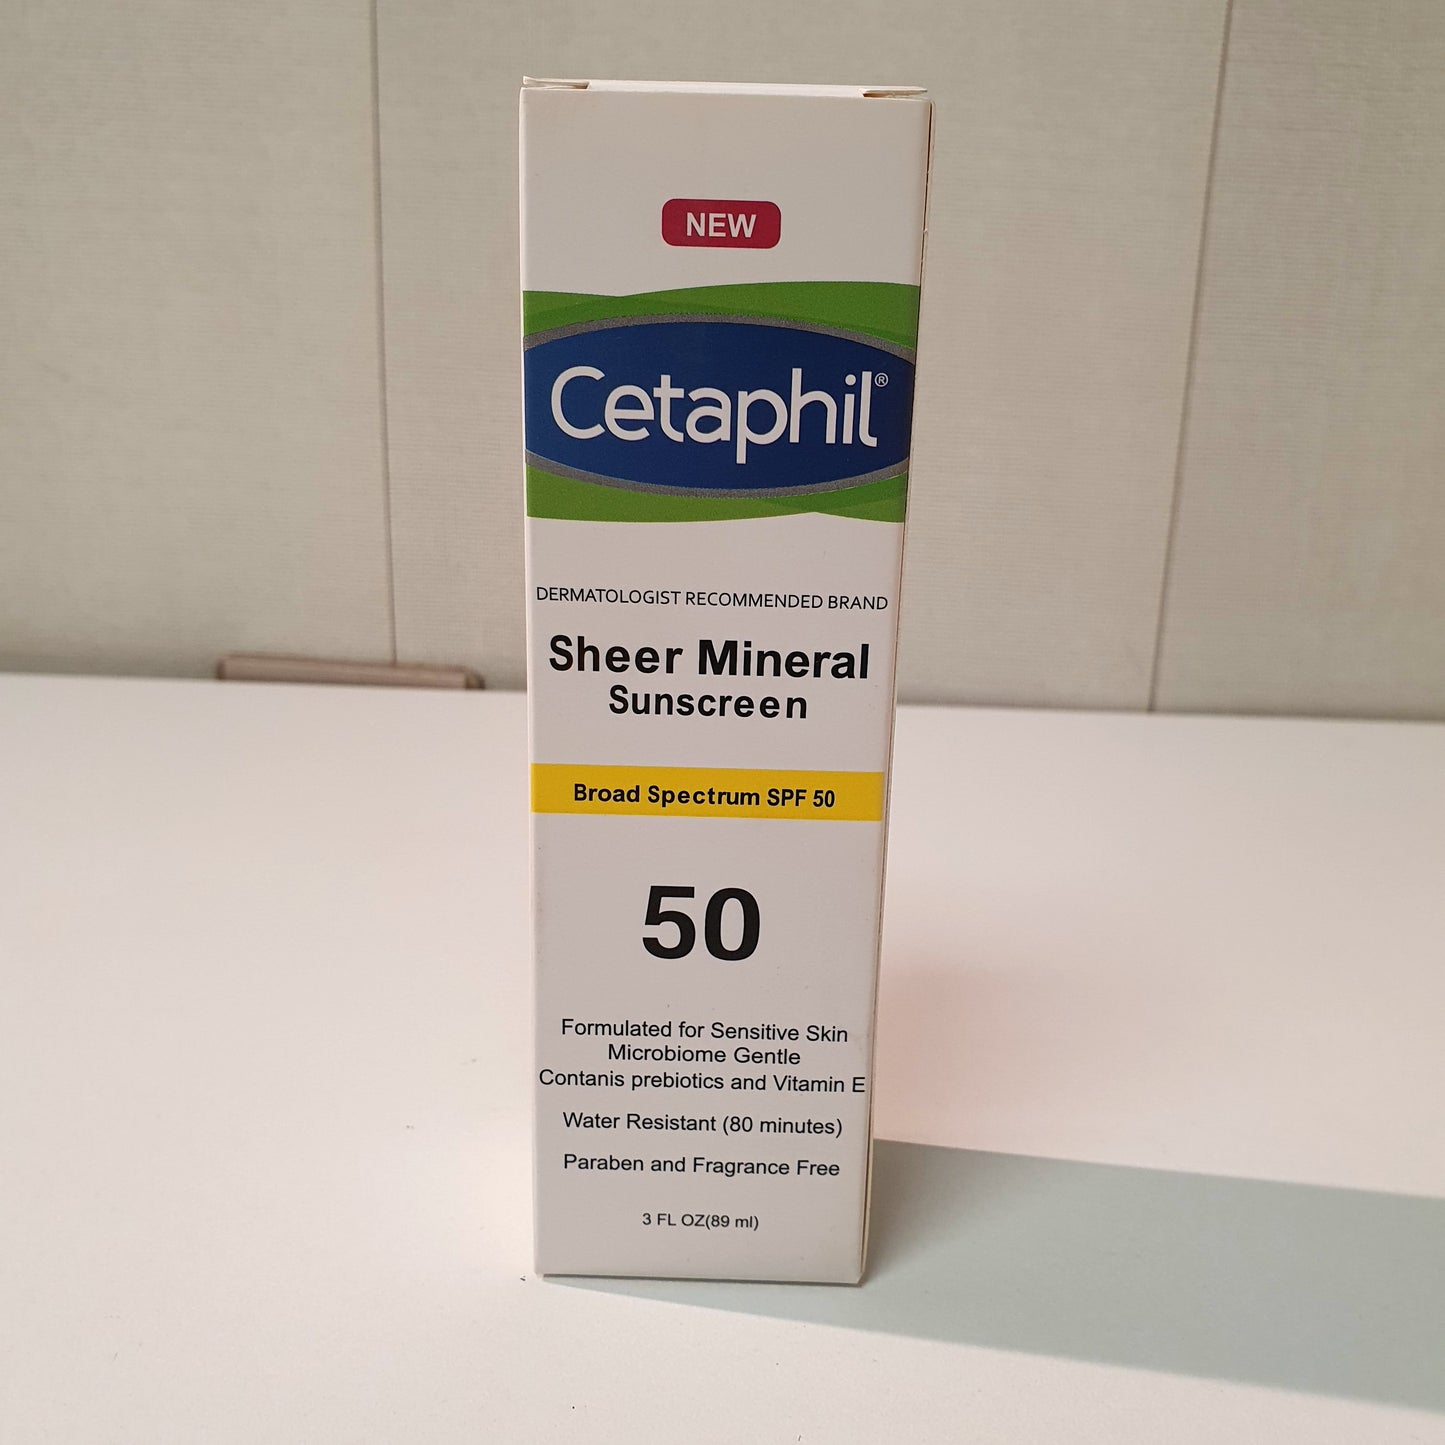 NEW
Cetaphil®
DERMATOLOGIST RECOMMENDED BRAND
Sheer Mineral
Sunscreen
Broad Spectrum SPF 50
50
Formulated for Sensitive Skin
Microbiome Gentle
Contanis prebiotics and Vitamin E
Water Resistant (80 minutes)
Paraben and Fragrance Free
3 FL OZ(89 ml)